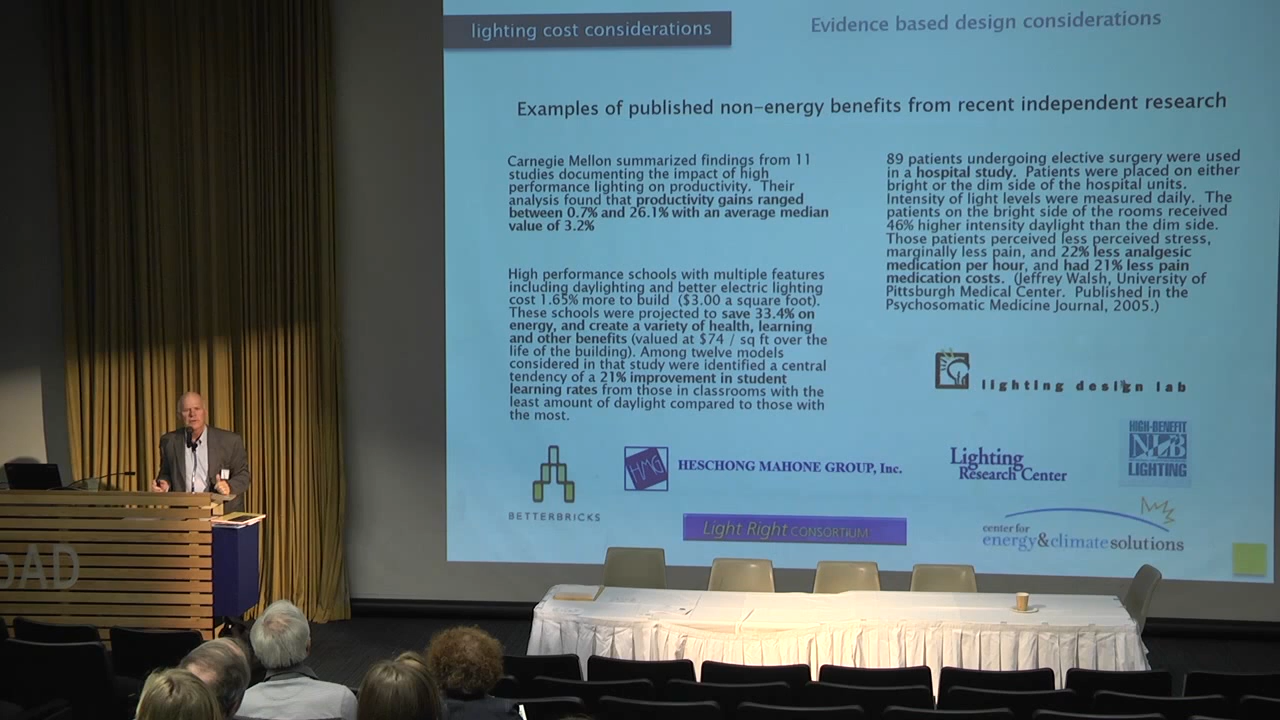 lighting cost considerations
Evidence based design considerations
Examples of published non-energy benefits from recent independent research
Carnegie Mellon summarized findings from 11
studies documenting the impact of high
performance lighting on productivity. Their
analysis found that productivity gains ranged
between 0.7% and 26.1% with an average median
value of 3.2%
High performance schools with multiple features
including daylighting and better electric lighting
cost 1.65% more to build ($3.00 a square foot).
These schools were projected to save 33.4% on
energy, and create a variety of health, learning
and other benefits (valued at $74 / sq ft over the
life of the building). Among twelve models
considered in that study were identified a central
tendency of a 21% improvement in student
learning rates from those in classrooms with the
least amount of daylight compared to those with
the most.
89 patients undergoing elective surgery were used
in a hospital study. Patients were placed on either
bright or the dim side of the hospital units.
Intensity of light levels were measured daily. The
patients on the bright side of the rooms received
46% higher intensity daylight than the dim side.
Those patients perceived less perceived stress,
marginally less pain, and 22% less analgesic
medication per hour, and had 21% less pain
medication costs. (Jeffrey Walsh, University of
Pittsburgh Medical Center. Published in the
Psychosomatic Medicine Journal, 2005.)
lighting design lab
BETTERBRICKS
HMG
HESCHONG MAHONE GROUP, Inc.
Lighting
Research Center
HIGH-BENEFIT
NLB
LIGHTING
Light Right CONSORTIUM
center for
energy&climatesolutions
OAD